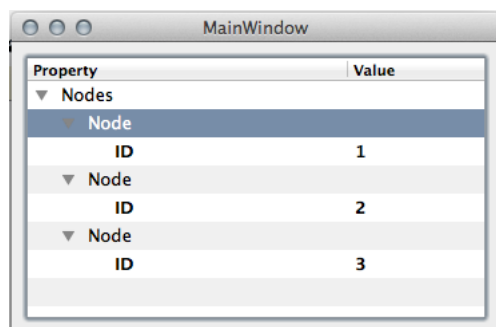 MainWindow
Property Value
Nodes
Node
ID 1
Node
ID 2
Node
ID 3